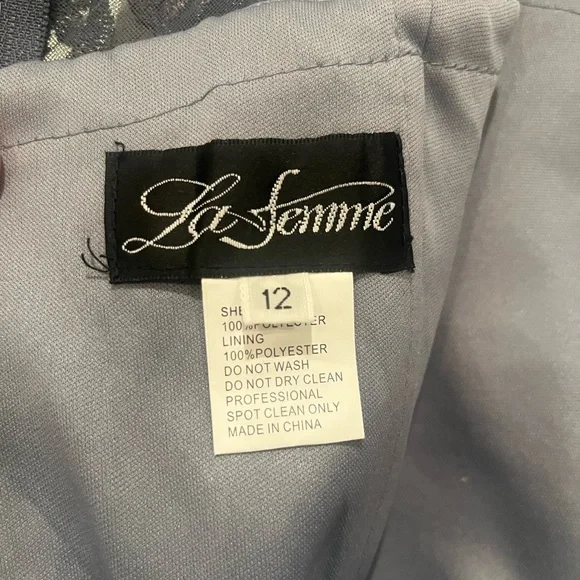 La Femme
12
100% POLYESTER
LINING
100%POLYESTER
DO NOT WASH
DO NOT DRY CLEAN
PROFESSIONAL
SPOT CLEAN ONLY
MADE IN CHINA